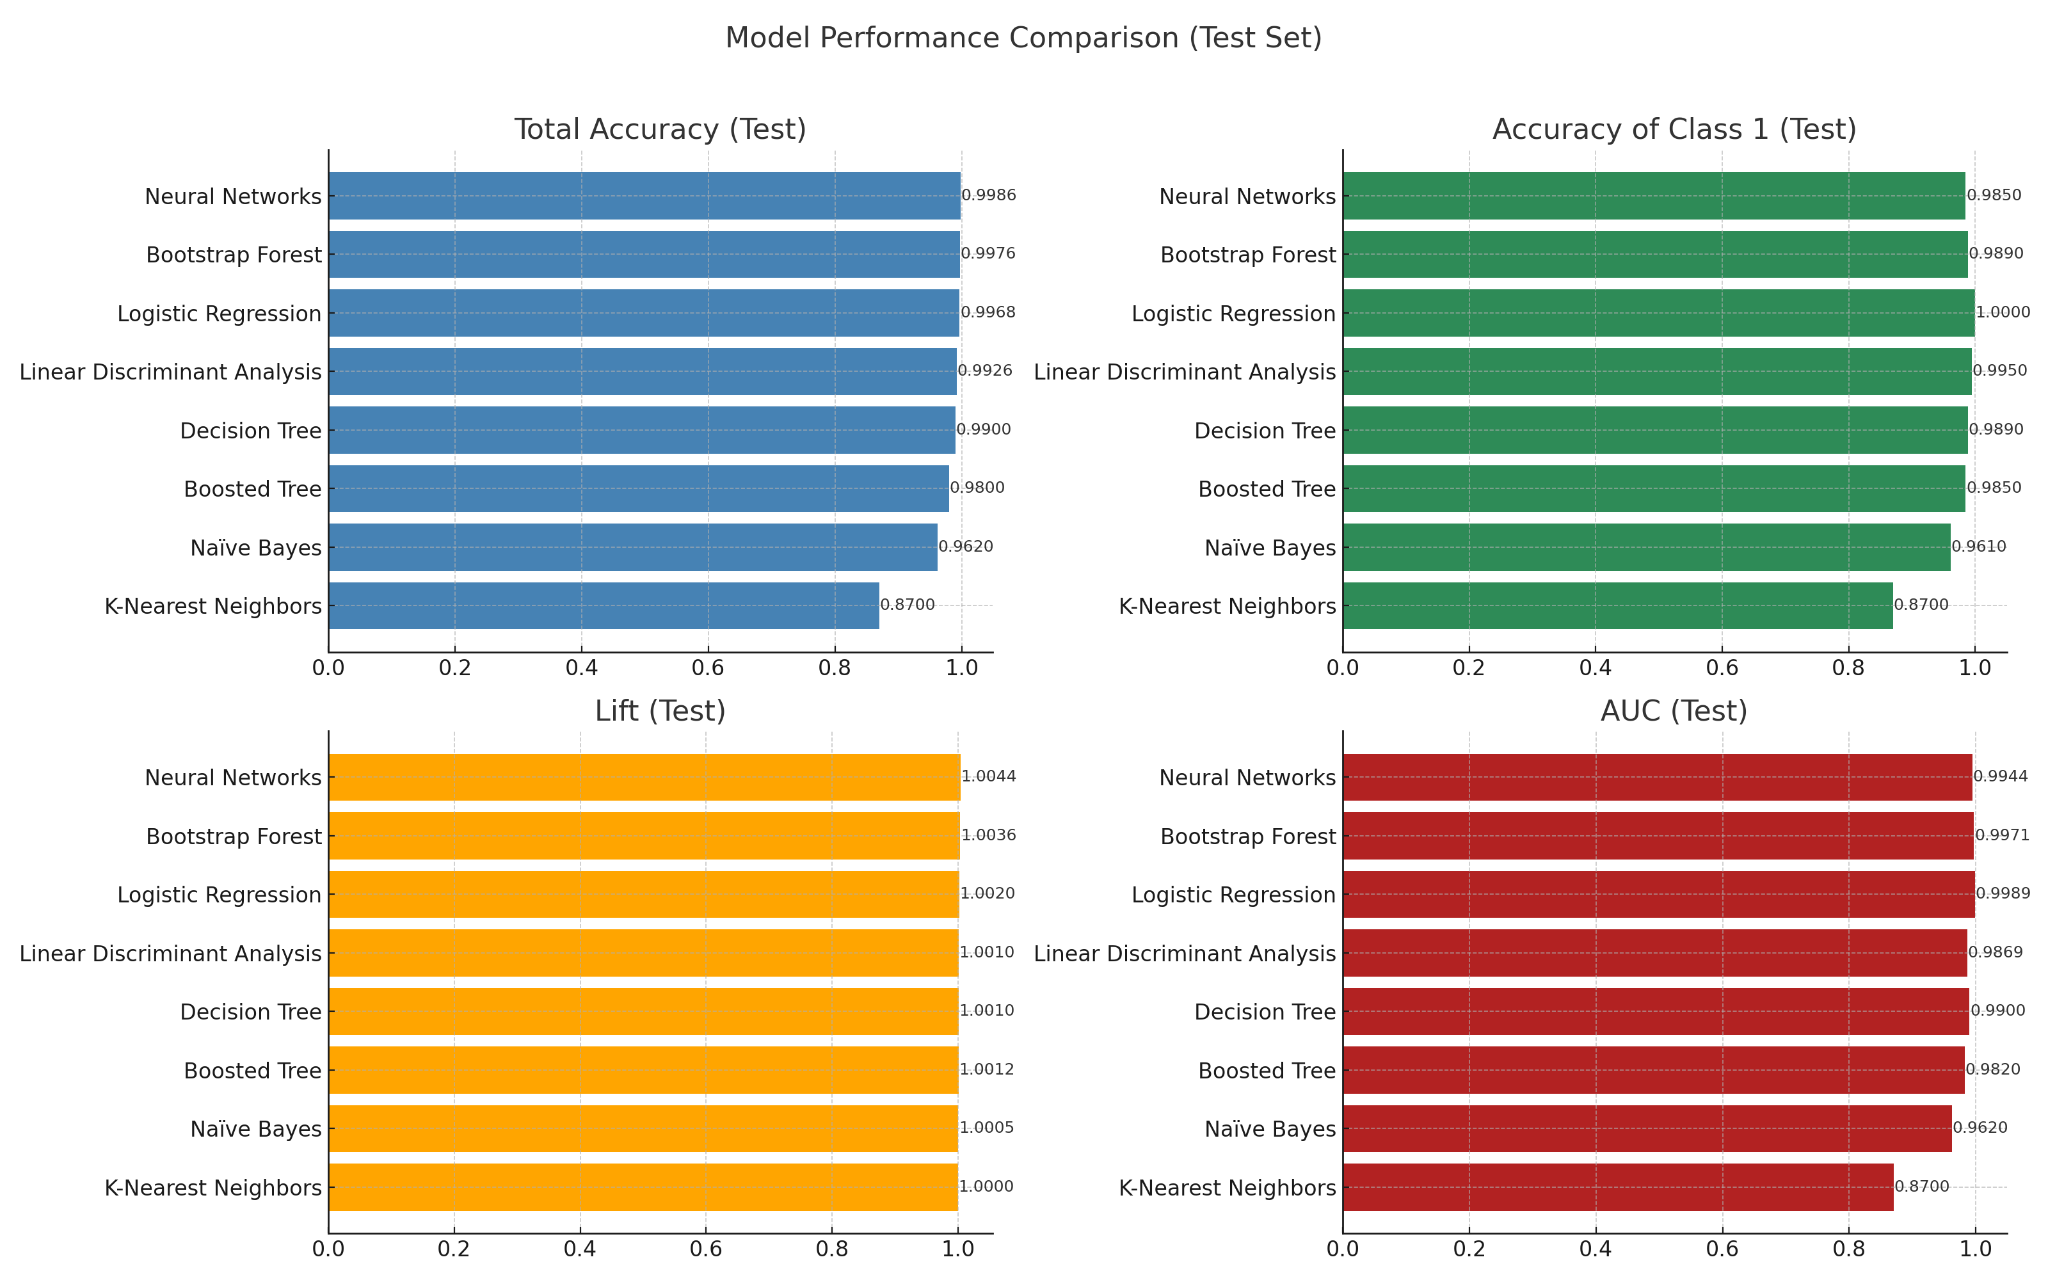 Model Performance Comparison (Test Set)
Total Accuracy (Test)
Neural Networks 0.9986
Bootstrap Forest 0.9976
Logistic Regression 0.9968
Linear Discriminant Analysis 0.9926
Decision Tree 0.9900
Boosted Tree 0.9800
Naïve Bayes 0.9620
K-Nearest Neighbors 0.8700
0.0 0.2 0.4 0.6 0.8 1.0
Accuracy of Class 1 (Test)
Neural Networks 0.9850
Bootstrap Forest 0.9890
Logistic Regression 1.0000
Linear Discriminant Analysis 0.9950
Decision Tree 0.9890
Boosted Tree 0.9850
Naïve Bayes 0.9610
K-Nearest Neighbors 0.8700
0.0 0.2 0.4 0.6 0.8 1.0
Lift (Test)
Neural Networks 1.0044
Bootstrap Forest 1.0036
Logistic Regression 1.0020
Linear Discriminant Analysis 1.0010
Decision Tree 1.0010
Boosted Tree 1.0012
Naïve Bayes 1.0005
K-Nearest Neighbors 1.0000
0.0 0.2 0.4 0.6 0.8 1.0
AUC (Test)
Neural Networks 0.9944
Bootstrap Forest 0.9971
Logistic Regression 0.9989
Linear Discriminant Analysis 0.9869
Decision Tree 0.9900
Boosted Tree 0.9820
Naïve Bayes 0.9620
K-Nearest Neighbors 0.8700
0.0 0.2 0.4 0.6 0.8 1.0